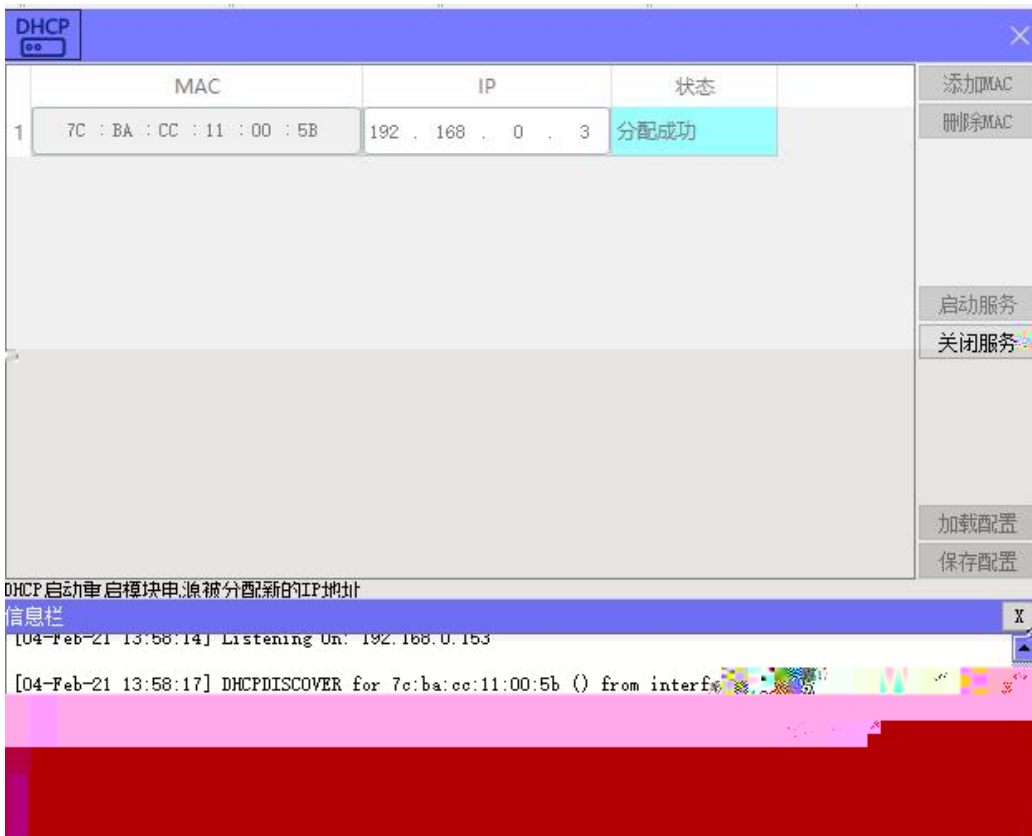 DHCP
MAC IP 状态
添加MAC
删除MAC
1 7C : BA : CC : 11 : 00 : 5B 192 . 168 . 0 . 3 分配成功
启动服务
关闭服务
加载配置
保存配置
DHCP启动重启模块电源被分配新的IP地址
信息栏 X
[04-Feb-21 13:58:14] Listening On: 192.168.0.153
[04-Feb-21 13:58:17] DHCPDISCOVER for 7c:ba:cc:11:00:5b () from